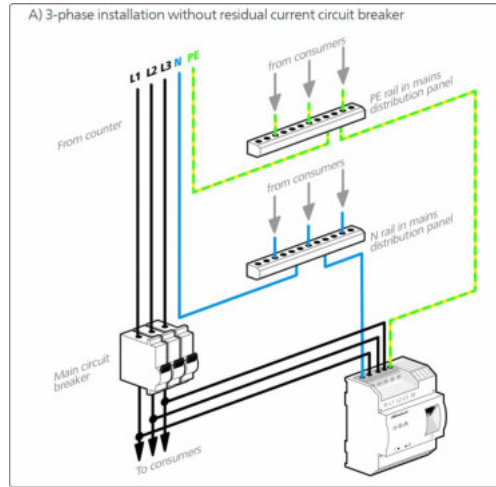 A) 3-phase installation without residual current circuit breaker
L1 L2 L3 N PE
from consumers
From counter
PE rail in mains
distribution panel
from consumers
N rail in mains
distribution panel
Main circuit
breaker
To consumers